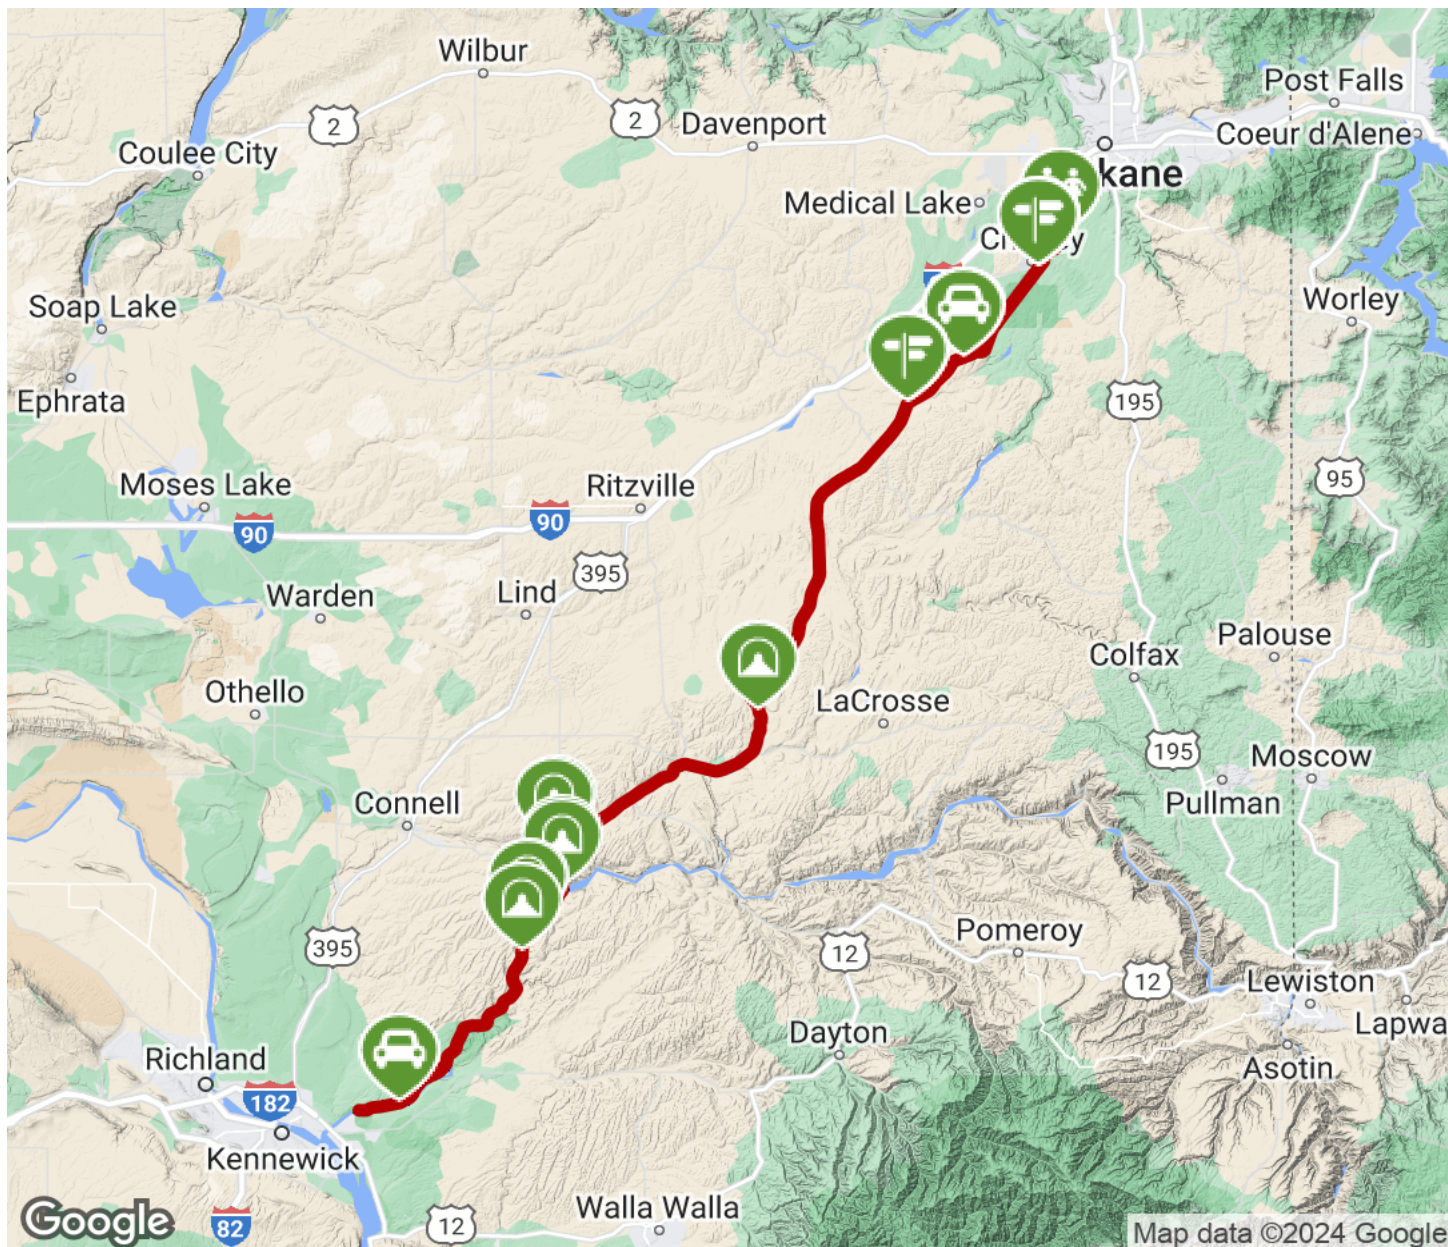 Wilbur
Post Falls
2
2
Davenport
Coeur d'Alene
Coulee City
kane
Medical Lake
Soap Lake
Worley
Ephrata
195
95
Moses Lake
Ritzville
90
90
395
Lind
Warden
Palouse
Colfax
Othello
LaCrosse
195
Moscow
Connell
Pullman
395
Pomeroy
12
12
Lewiston
Lapwa
Dayton
Richland
Asotin
182
Kennewick
Walla Walla
12
82
Google
Map data ©2024 Google